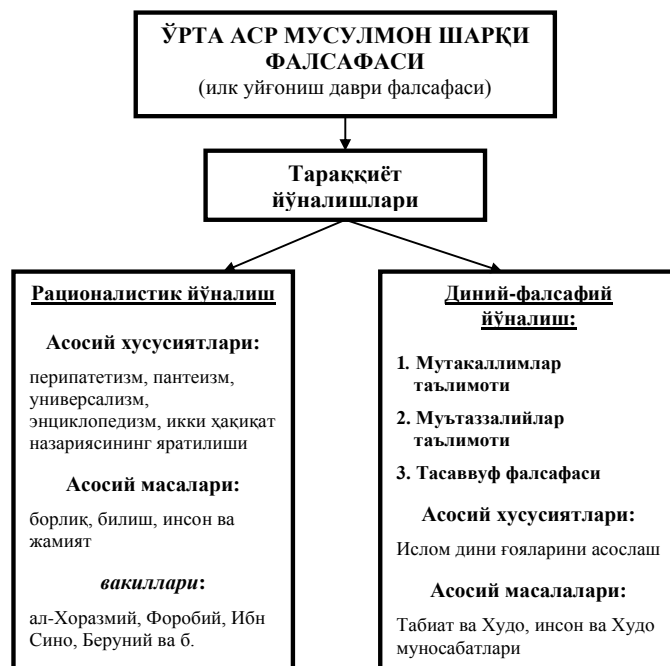 ЎРТА АСР МУСУЛМОН ШАРҚИ
ФАЛСАФАСИ
(илк уйғониш даври фалсафаси)
Тараққиёт
йўналишлари
Рационалистик йўналиш
Асосий хусусиятлари:
перипатетизм, пантеизм,
универсализм,
энциклопедизм, икки ҳақиқат
назариясининг яратилиши
Асосий масалари:
борлиқ, билиш, инсон ва
жамият
вакиллари:
ал-Хоразмий, Форобий, Ибн
Сино, Беруний ва б.
Диний-фалсафий
йўналиш:
1. Мутакаллимлар
таълимоти
2. Муътаззалийлар
таълимоти
3. Тасаввуф фалсафаси
Асосий хусусиятлари:
Ислом дини ғояларини асослаш
Асосий масалалари:
Табиат ва Худо, инсон ва Худо
муносабатлари